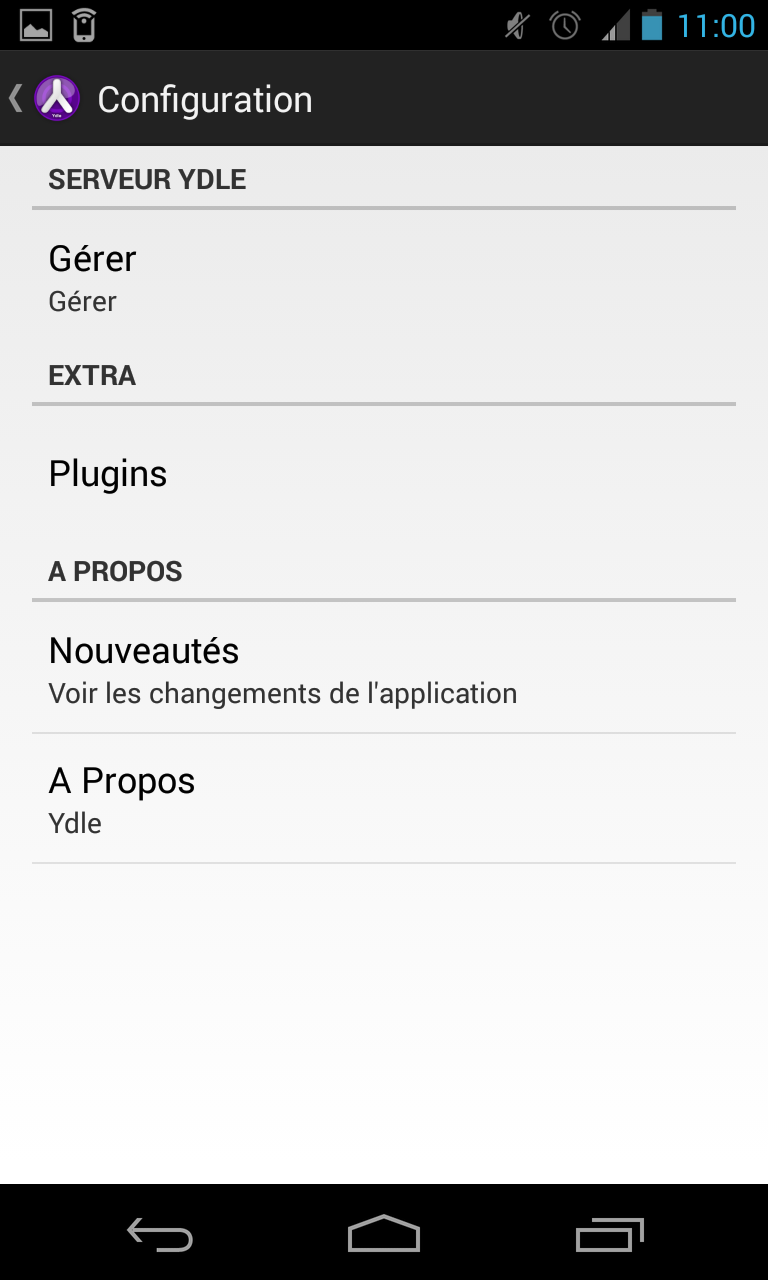 11:00
Configuration
SERVEUR YDLE
Gérer
Gérer
EXTRA
Plugins
A PROPOS
Nouveautés
Voir les changements de l'application
A Propos
Ydle